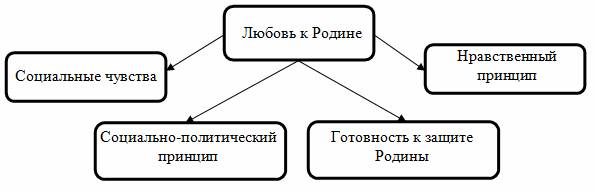 Любовь к Родине
Социальные чувства
Нравственный
принцип
Социально-политический
принцип
Готовность к защите
Родины